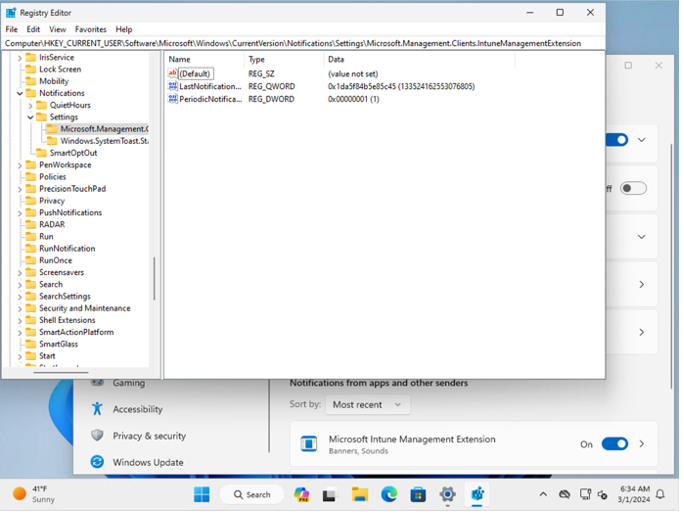 Registry Editor
File Edit View Favorites Help
Computer\HKEY_CURRENT_USER\Software\Microsoft\Windows\CurrentVersion\Notifications\Settings\Microsoft.Management.Clients.IntuneManagementExtension
IrisService
Lock Screen
Mobility
Notifications
QuietHours
Settings
Microsoft.Management.C
Windows.SystemToast.Sta
SmartOptOut
PenWorkspace
Policies
PrecisionTouchPad
Privacy
PushNotifications
RADAR
Run
RunNotification
RunOnce
Screensavers
Search
SearchSettings
Security and Maintenance
Shell Extensions
SmartActionPlatform
SmartGlass
Start
Name Type Data
(Default) REG_SZ (value not set)
LastNotification... REG_QWORD 0x1da5f84b5e85c45 (133524162553076805)
PeriodicNotifica... REG_DWORD 0x00000001 (1)
ff
Gaming
Accessibility
Privacy & security
Windows Update
Notifications from apps and other senders
Sort by: Most recent
Microsoft Intune Management Extension
Banners, Sounds
On
41°F
Sunny
Search
6:34 AM
3/1/2024